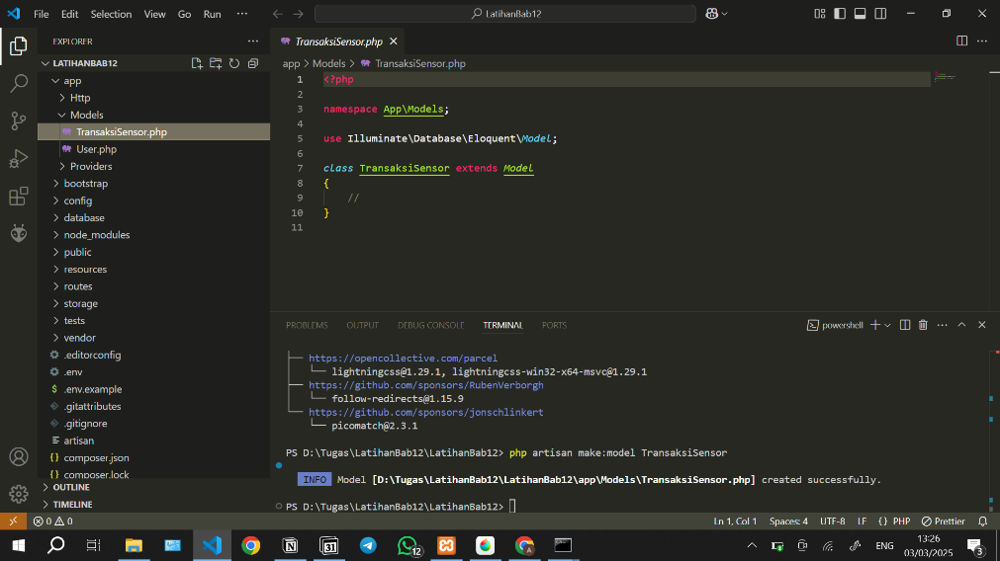 File Edit Selection View Go Run ···
LatihanBab12
EXPLORER ···
TransaksiSensor.php
app > Models > TransaksiSensor.php
LATIHANBAB12
app
Http
Models
TransaksiSensor.php
User.php
Providers
bootstrap
config
database
node_modules
public
resources
routes
storage
tests
vendor
.editorconfig
.env
.env.example
.gitattributes
.gitignore
artisan
composer.json
composer.lock
OUTLINE
TIMELINE
1 <?php
2
3 namespace App\Models;
4
5 use Illuminate\Database\Eloquent\Model;
6
7 class TransaksiSensor extends Model
8 {
9 //
10 }
11
PROBLEMS OUTPUT DEBUG CONSOLE TERMINAL PORTS
powershell
├── https://opencollective.com/parcel
└── lightningcss@1.29.1, lightningcss-win32-x64-msvc@1.29.1
├── https://github.com/sponsors/RubenVerborgh
└── follow-redirects@1.15.9
└── https://github.com/sponsors/jonschlinkert
└── picomatch@2.3.1
PS D:\Tugas\LatihanBab12\LatihanBab12> php artisan make:model TransaksiSensor
INFO Model [D:\Tugas\LatihanBab12\LatihanBab12\app\Models\TransaksiSensor.php] created successfully.
PS D:\Tugas\LatihanBab12\LatihanBab12>
0 0
Ln 1, Col 1 Spaces: 4 UTF-8 LF {} PHP Prettier
31
12
A
ENG
13:26
03/03/2025
3